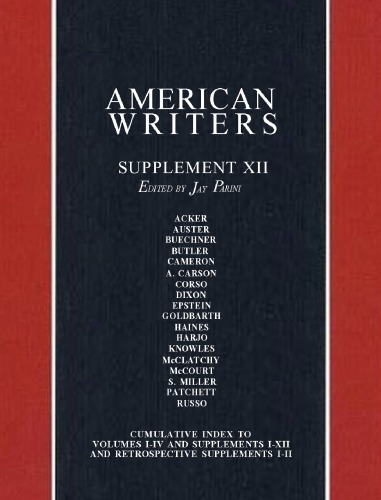 AMERICAN
WRITERS
SUPPLEMENT XII
EDITED BY JAY PARINI
ACKER
AUSTER
BUECHNER
BUTLER
CAMERON
A. CARSON
CORSO
DIXON
EPSTEIN
GOLDBARTH
HAINES
HARJO
KNOWLES
McCLATCHY
McCOURT
S. MILLER
PATCHETT
RUSSO
CUMULATIVE INDEX TO
VOLUMES I-IV AND SUPPLEMENTS I-XII
AND RETROSPECTIVE SUPPLEMENTS I-II